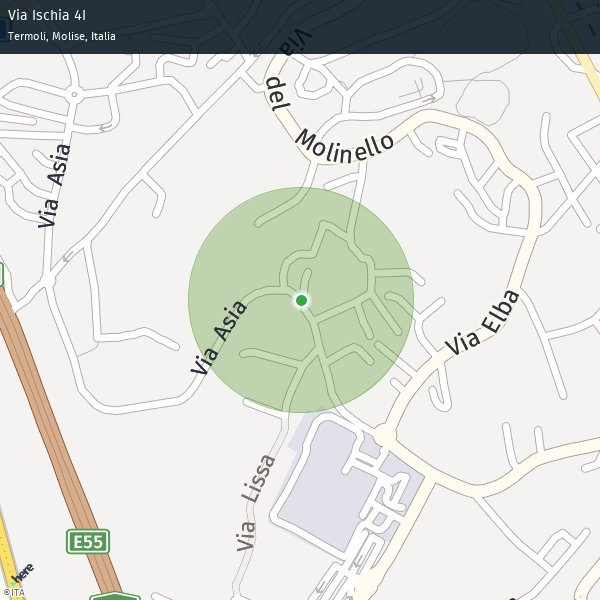 Via Ischia 4I
Termoli, Molise, Italia
Via
del
Molinello
Via Asia
Via Asia
Via Elba
Via Lissa
E55
here
©ITA